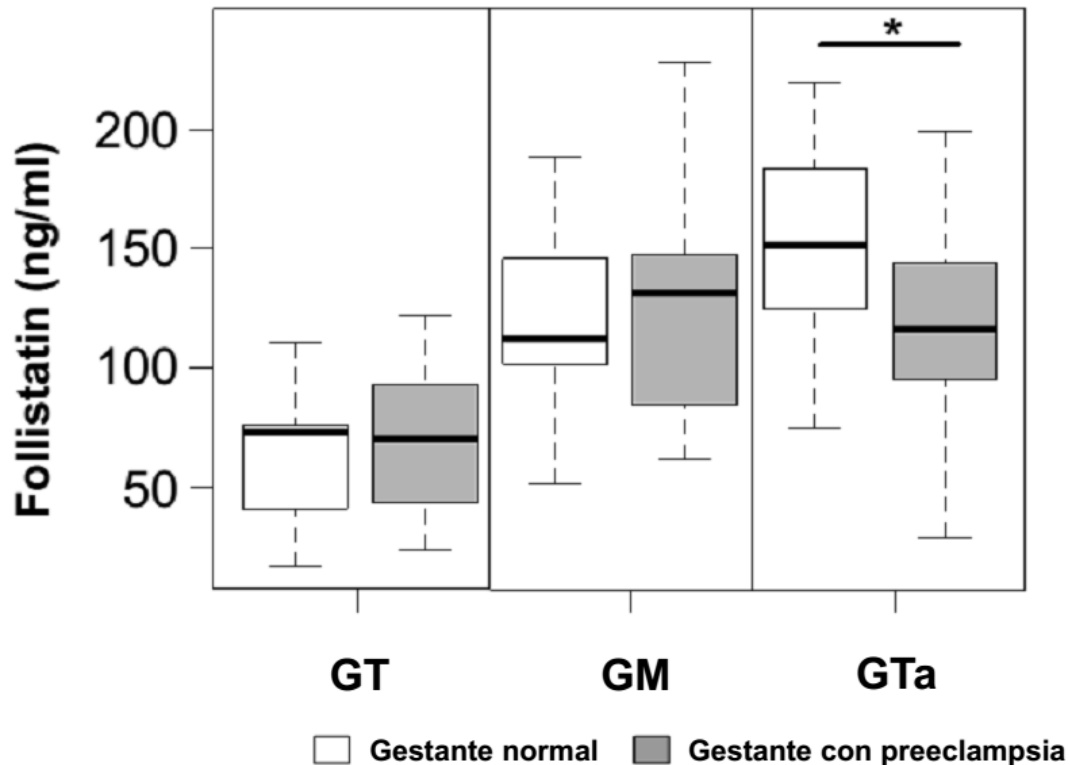 *
Follistatin (ng/ml)
200
150
100
50
GT GM GTa
Gestante normal Gestante con preeclampsia